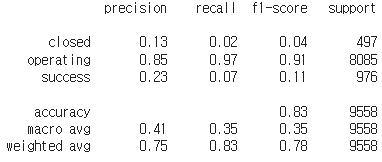 precision recall f1-score support
closed 0.13 0.02 0.04 497
operating 0.85 0.97 0.91 8085
success 0.23 0.07 0.11 976
accuracy 0.83 9558
macro avg 0.41 0.35 0.35 9558
weighted avg 0.75 0.83 0.78 9558